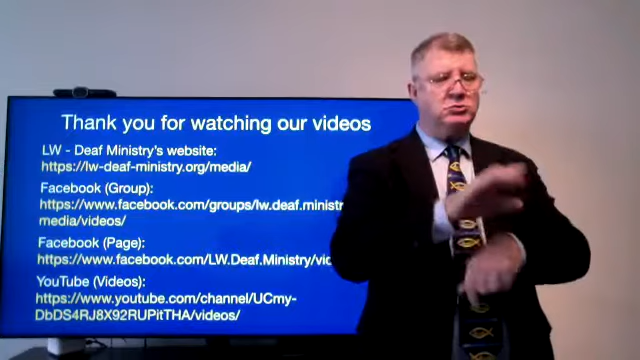 Thank you for watching our videos
LW - Deaf Ministry's website:
https://lw-deaf-ministry.org/media/
Facebook (Group):
https://www.facebook.com/groups/lw.deaf.ministr
media/videos/
Facebook (Page):
https://www.facebook.com/LW.Deaf.Ministry/vid
YouTube (Videos):
https://www.youtube.com/channel/UCmy-
DbDS4RJ8X92RUPitTHA/videos/